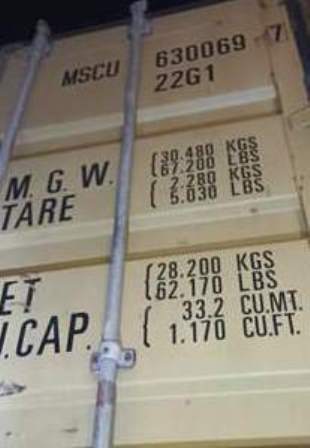 MSCU 630069 7
22G1
M. G. W. 30.480 KGS
67.200 LBS
TARE 2.280 KGS
5.030 LBS
ET 28.200 KGS
62.170 LBS
.CAP. 33.2 CU.MT.
1.170 CU.FT.